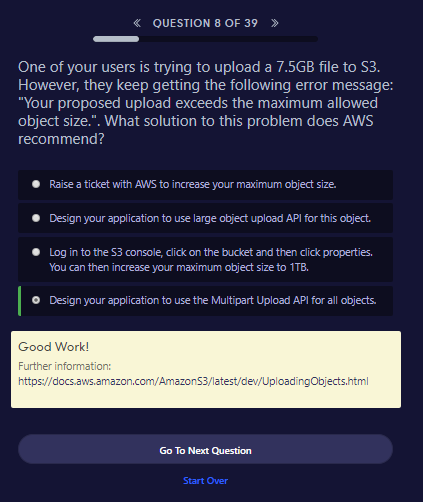 QUESTION 8 OF 39
One of your users is trying to upload a 7.5GB file to S3.
However, they keep getting the following error message:
"Your proposed upload exceeds the maximum allowed
object size.". What solution to this problem does AWS
recommend?
Raise a ticket with AWS to increase your maximum object size.
Design your application to use large object upload API for this object.
Log in to the S3 console, click on the bucket and then click properties.
You can then increase your maximum object size to 1TB.
Design your application to use the Multipart Upload API for all objects.
Good Work!
Further information:
https://docs.aws.amazon.com/AmazonS3/latest/dev/UploadingObjects.html
Go To Next Question
Start Over